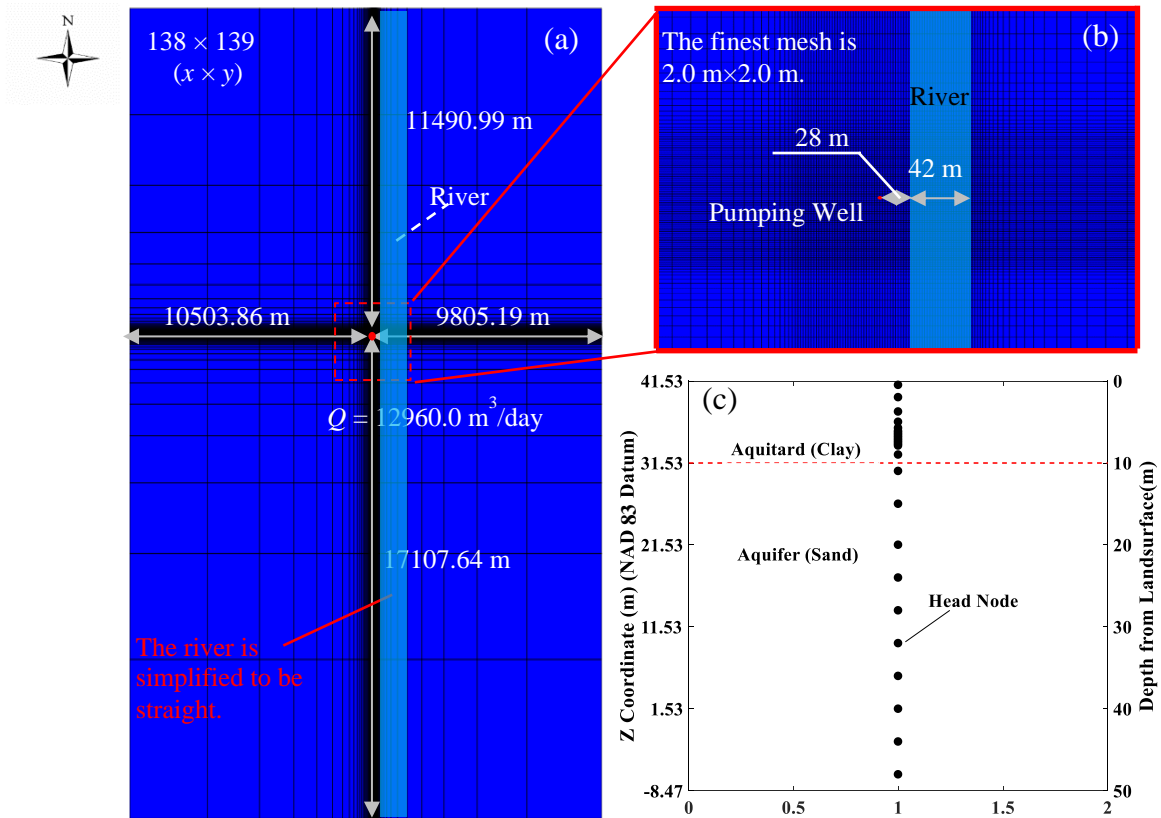 N
138 × 139
(x × y)
(a)
11490.99 m
River
10503.86 m
9805.19 m
Q = 12960.0 m³/day
17107.64 m
The river is
simplified to be
straight.
The finest mesh is
2.0 m×2.0 m.
(b)
River
28 m
42 m
Pumping Well
(c)
Z Coordinate (m) (NAD 83 Datum)
41.53
31.53
21.53
11.53
1.53
-8.47
Aquitard (Clay)
Aquifer (Sand)
Head Node
0
0.5
1
1.5
2
0
10
20
30
40
50
Depth from Landsurface(m)